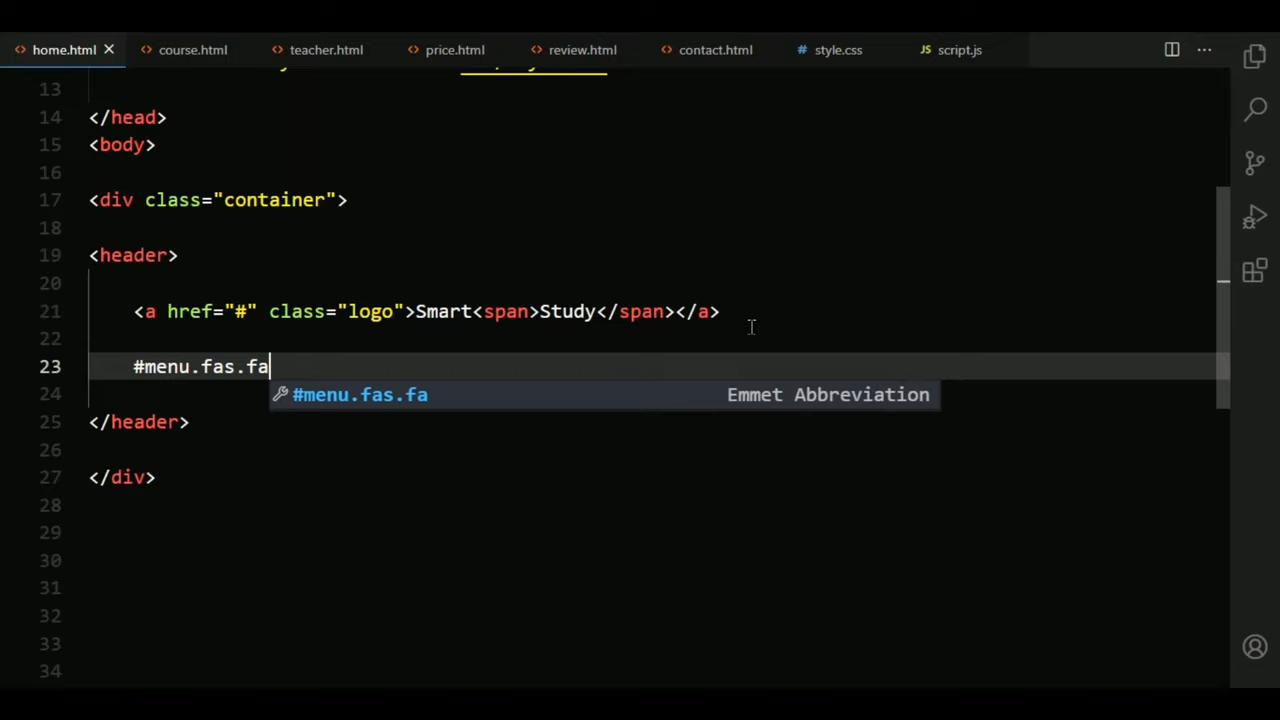 home.html course.html teacher.html price.html review.html contact.html # style.css JS script.js
13
14 </head>
15 <body>
16
17 <div class="container">
18
19 <header>
20
21 <a href="#" class="logo">Smart<span>Study</span></a>
22
23 #menu.fas.fa
24 #menu.fas.fa Emmet Abbreviation
25 </header>
26
27 </div>
28
29
30
31
32
33
34